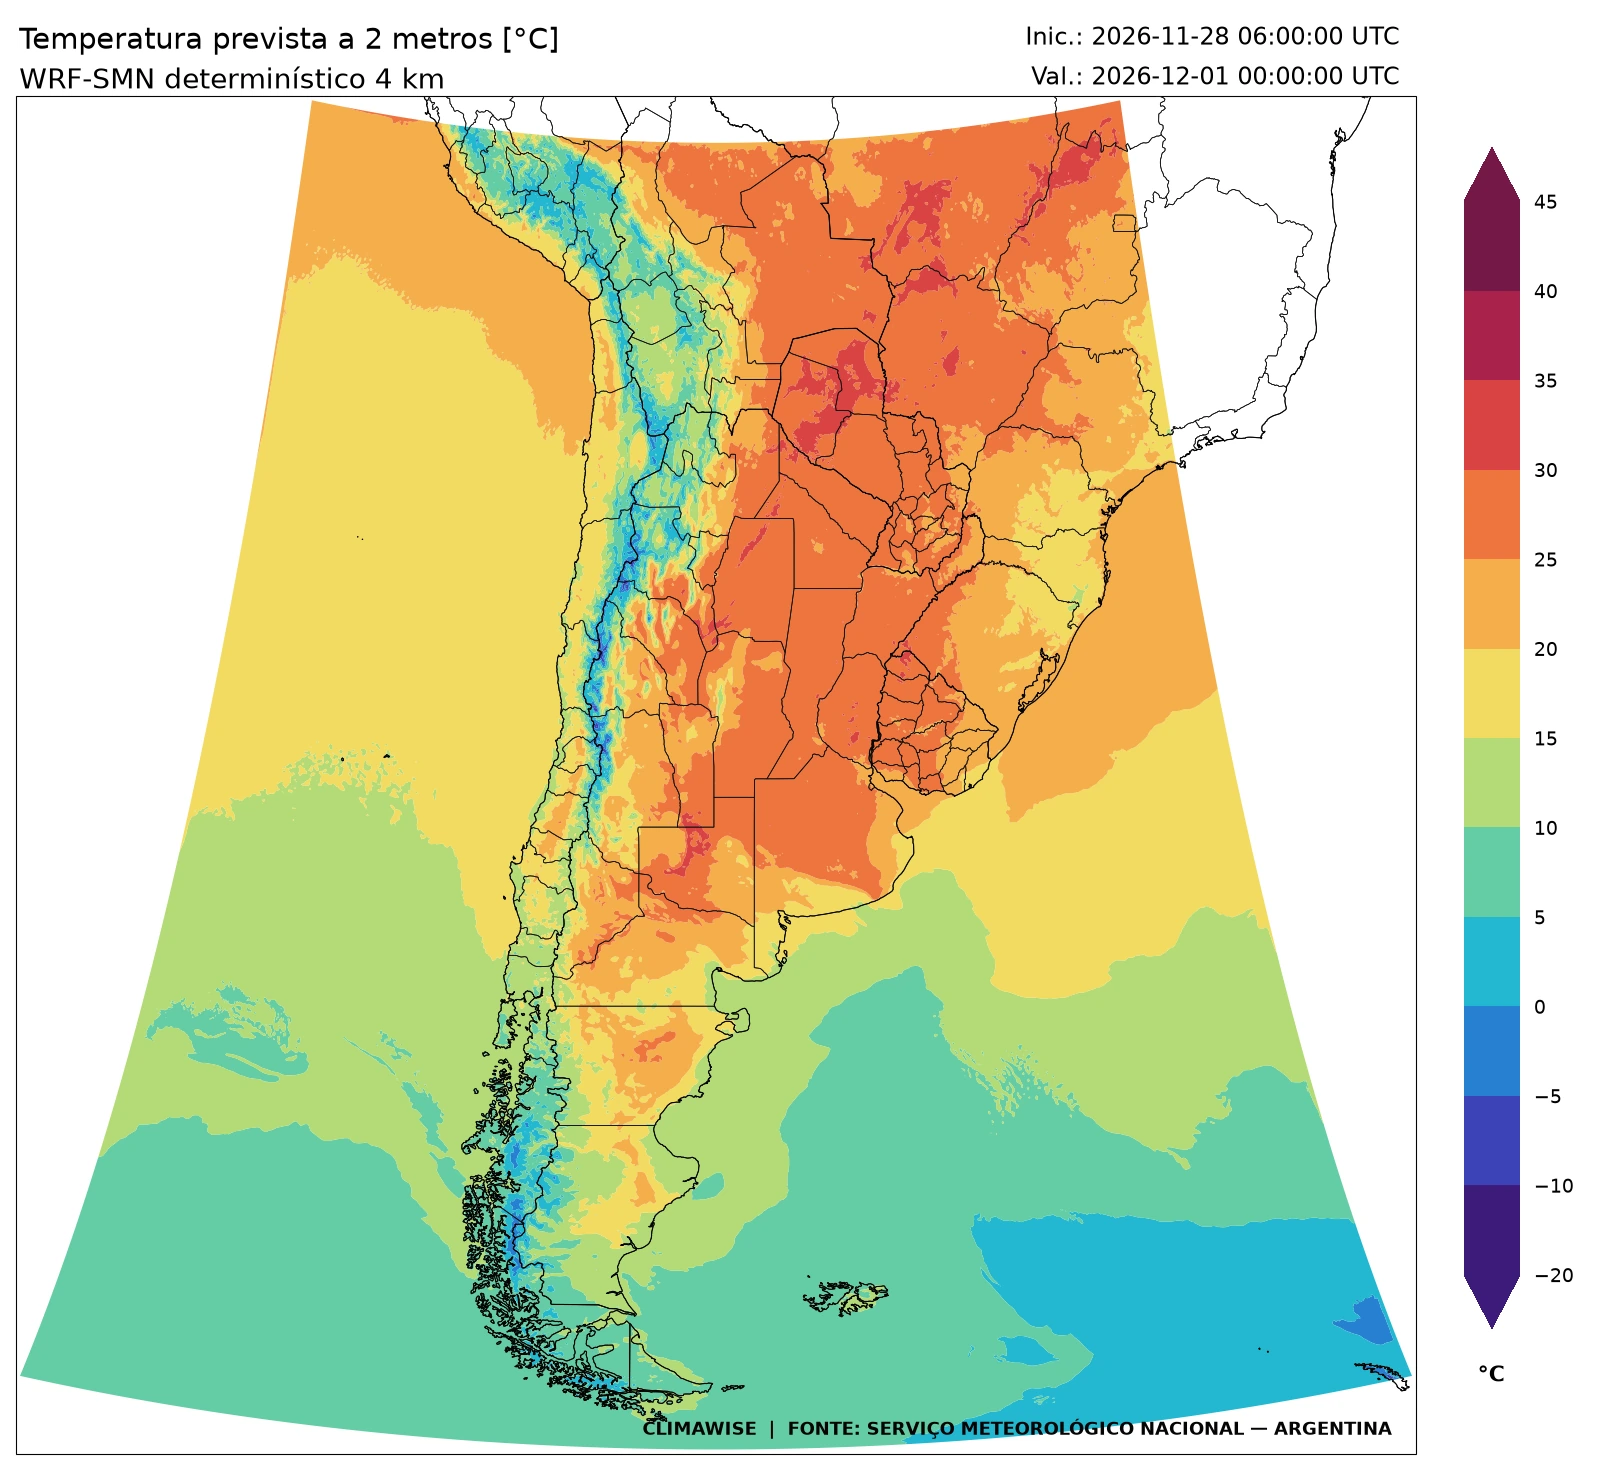 Temperatura prevista a 2 metros [°C]
WRF-SMN determinístico 4 km
Inic.: 2026-11-28 06:00:00 UTC
Val.: 2026-12-01 00:00:00 UTC
45
40
35
30
25
20
15
10
5
0
−5
−10
−20
°C
CLIMAWISE | FONTE: SERVIÇO METEOROLÓGICO NACIONAL — ARGENTINA